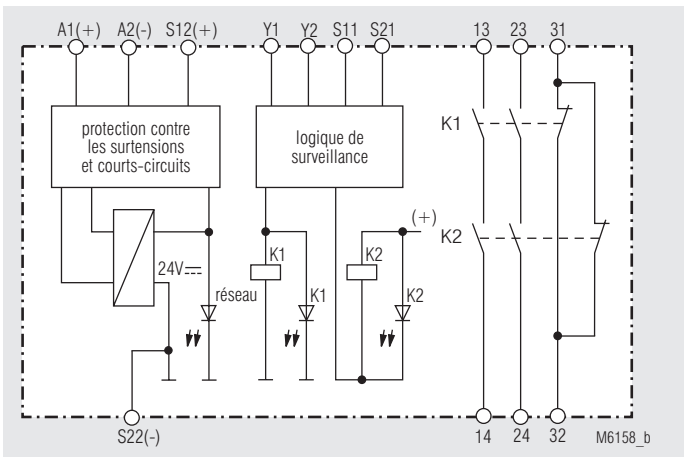 A1(+) A2(-) S12(+) Y1 Y2 S11 S21 13 23 31
protection contre
les surtensions
et courts-circuits
logique de
surveillance
K1
K2
(+)
24V
réseau
K1
K1
K2
K2
S22(-)
14 24 32
M6158_b